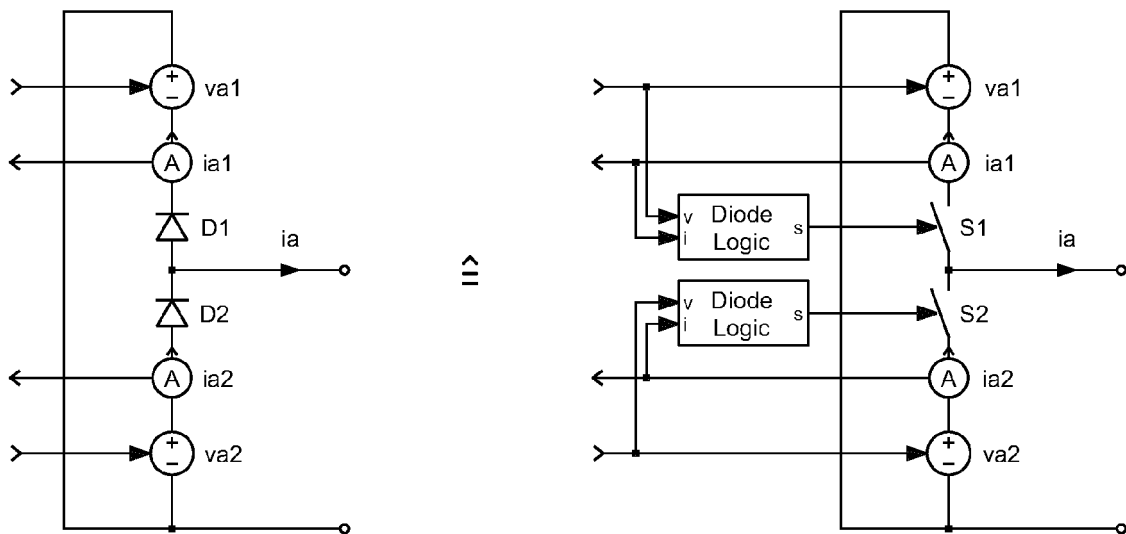 +
−
va1
A
ia1
D1
ia
D2
A
ia2
+
−
va2
≙
+
−
va1
A
ia1
v
i
Diode
Logic
s
S1
ia
v
i
Diode
Logic
s
S2
A
ia2
+
−
va2